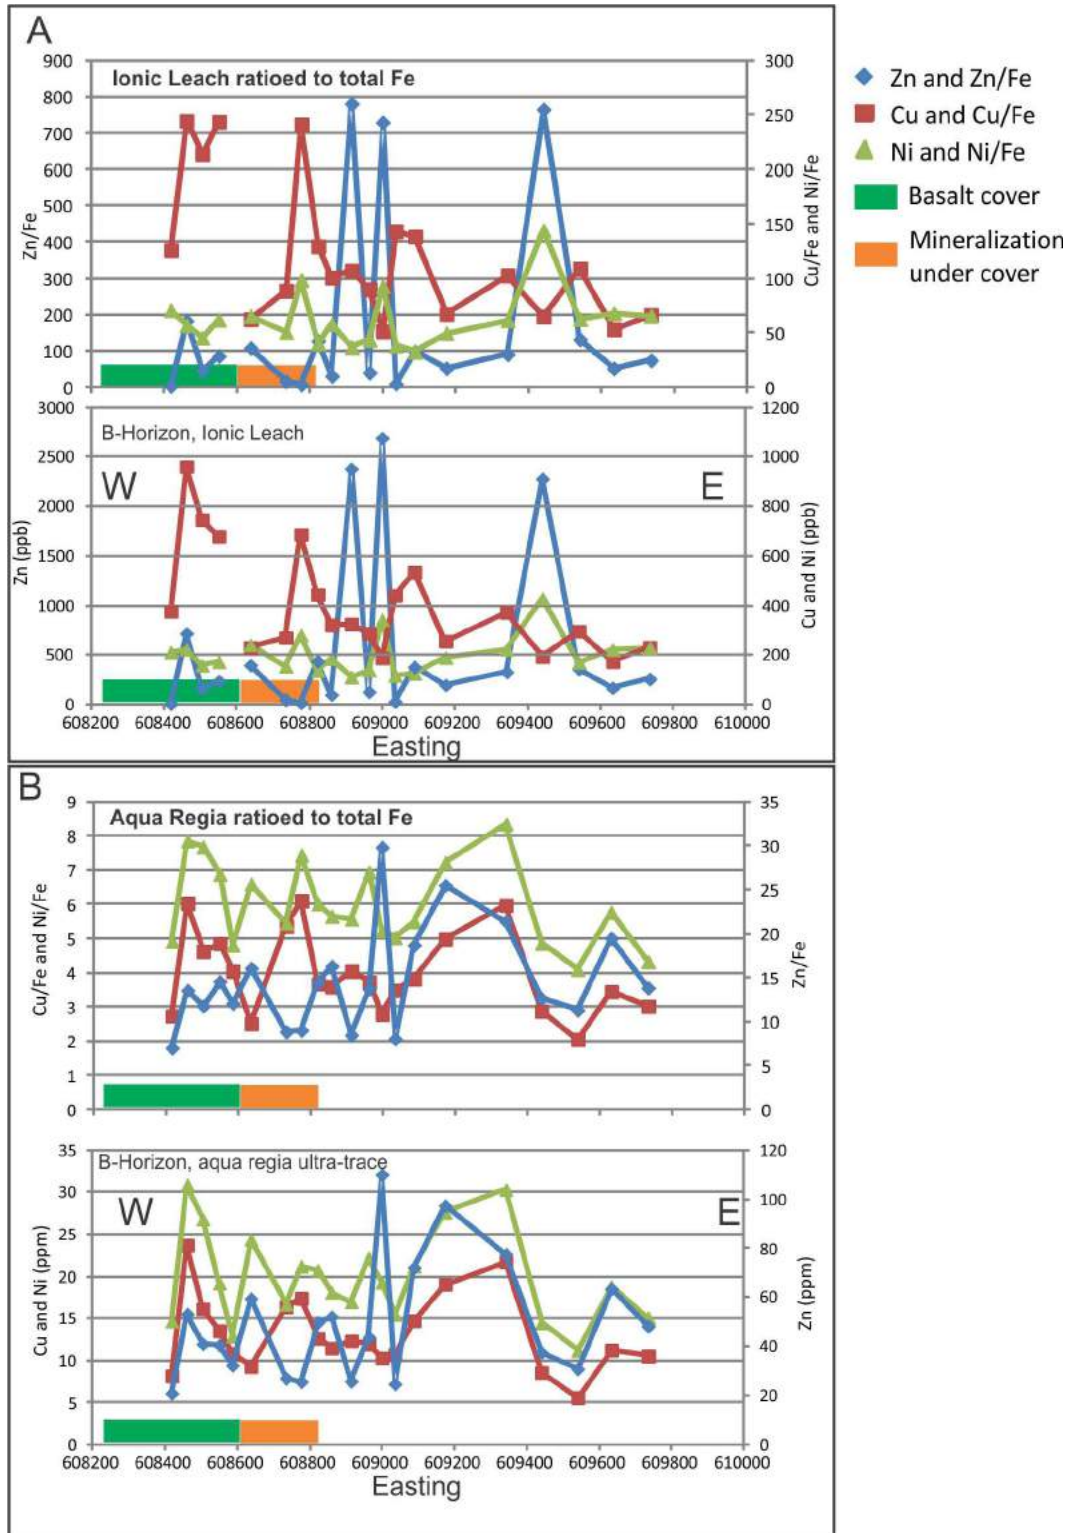 A
Ionic Leach ratioed to total Fe
900
800
700
600
500
400
300
200
100
0
Zn/Fe
300
250
200
150
100
50
0
Cu/Fe and Ni/Fe
Zn and Zn/Fe
Cu and Cu/Fe
Ni and Ni/Fe
Basalt cover
Mineralization
under cover
B-Horizon, Ionic Leach
W
E
3000
2500
2000
1500
1000
500
0
Zn (ppb)
1200
1000
800
600
400
200
0
Cu and Ni (ppb)
608200 608400 608600 608800 609000 609200 609400 609600 609800 610000
Easting
B
Aqua Regia ratioed to total Fe
9
8
7
6
5
4
3
2
1
0
Cu/Fe and Ni/Fe
35
30
25
20
15
10
5
0
Zn/Fe
B-Horizon, aqua regia ultra-trace
W
E
35
30
25
20
15
10
5
0
Cu and Ni (ppm)
120
100
80
60
40
20
0
Zn (ppm)
608200 608400 608600 608800 609000 609200 609400 609600 609800 610000
Easting